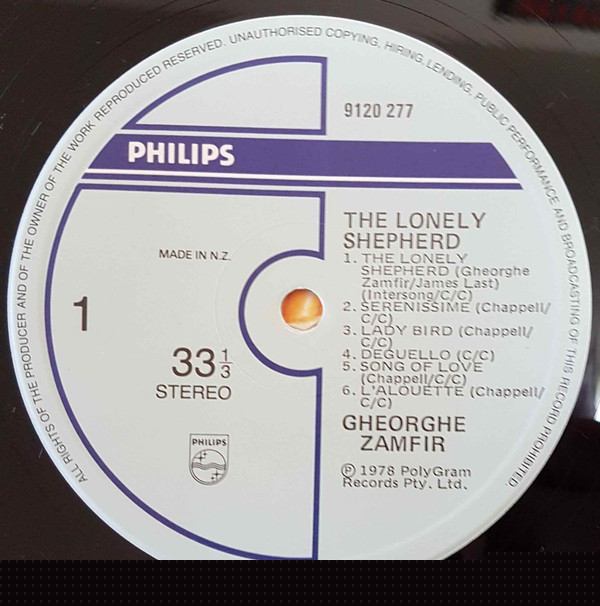 ALL RIGHTS OF THE PRODUCER AND OF THE OWNER OF THE WORK REPRODUCED RESERVED. UNAUTHORISED COPYING, HIRING, LENDING, PUBLIC PERFORMANCE AND BROADCASTING OF THIS RECORD PROHIBITED.
9120 277
PHILIPS
MADE IN N.Z.
1
33 1/3
STEREO
PHILIPS
THE LONELY
SHEPHERD
1. THE LONELY
SHEPHERD (Gheorghe
Zamfir/James Last)
(Intersong/C/C)
2. SERENISSIME (Chappell/
C/C)
3. LADY BIRD (Chappell/
C/C)
4. DEGUELLO (C/C)
5. SONG OF LOVE
(Chappell/C/C)
6. L'ALOUETTE (Chappell/
C/C)
GHEORGHE
ZAMFIR
Ⓟ 1978 PolyGram
Records Pty. Ltd.